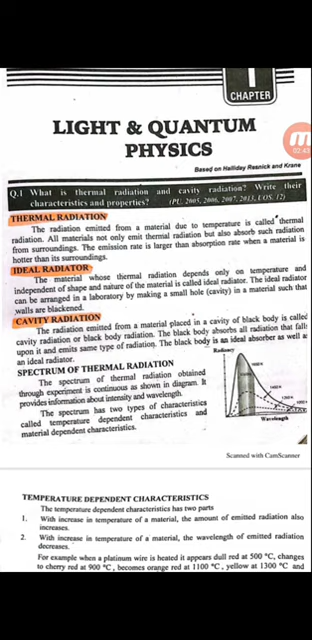 1
CHAPTER
LIGHT & QUANTUM
PHYSICS
Based on Halliday Resnick and Krane
m
02:47
Q.1 What is thermal radiation and cavity radiation? Write their
characteristics and properties? (PU. 2005, 2006, 2007, 2013, UOS. 12)
THERMAL RADIATION
The radiation emitted from a material due to temperature is called thermal
radiation. All materials not only emit thermal radiation but also absorb such radiation
from surroundings. The emission rate is larger than absorption rate when a material is
hotter than its surroundings.
IDEAL RADIATOR
The material whose thermal radiation depends only on temperature and
independent of shape and nature of the material is called ideal radiator. The ideal radiator
can be arranged in a laboratory by making a small hole (cavity) in a material such that
walls are blackened.
CAVITY RADIATION
The radiation emitted from a material placed in a cavity of black body is called
cavity radiation or black body radiation. The black body absorbs all radiation that falls
upon it and emits same type of radiation. The black body is an ideal absorber as well as
an ideal radiator.
SPECTRUM OF THERMAL RADIATION
The spectrum of thermal radiation obtained
through experiment is continuous as shown in diagram. It
provides information about intensity and wavelength.
The spectrum has two types of characteristics
called temperature dependent characteristics and
material dependent characteristics.
Radiancy
Wavelength
Scanned with CamScanner
TEMPERATURE DEPENDENT CHARACTERISTICS
The temperature dependent characteristics has two parts
1. With increase in temperature of a material, the amount of emitted radiation also
increases.
2. With increase in temperature of a material, the wavelength of emitted radiation
decreases.
For example when a platinum wire is heated it appears dull red at 500 °C, changes
to cherry red at 900 °C, becomes orange red at 1100 °C, yellow at 1300 °C and